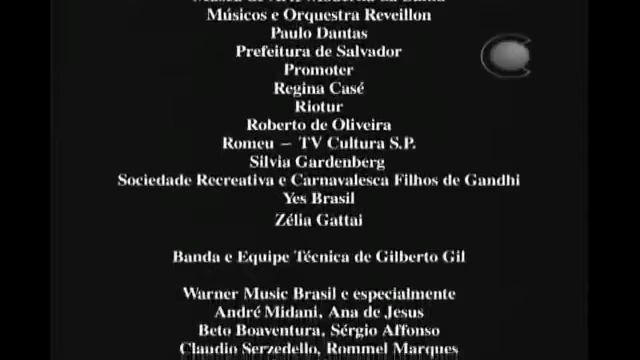 Músicos e Orquestra Reveillon
Paulo Dantas
Prefeitura de Salvador
Promoter
Regina Casé
Riotur
Roberto de Oliveira
Romeu – TV Cultura S.P.
Silvia Gardenberg
Sociedade Recreativa e Carnavalesca Filhos de Gandhi
Yes Brasil
Zélia Gattai
Banda e Equipe Técnica de Gilberto Gil
Warner Music Brasil e especialmente
André Midani, Ana de Jesus
Beto Boaventura, Sérgio Affonso
Claudio Serzedello, Rommel Marques